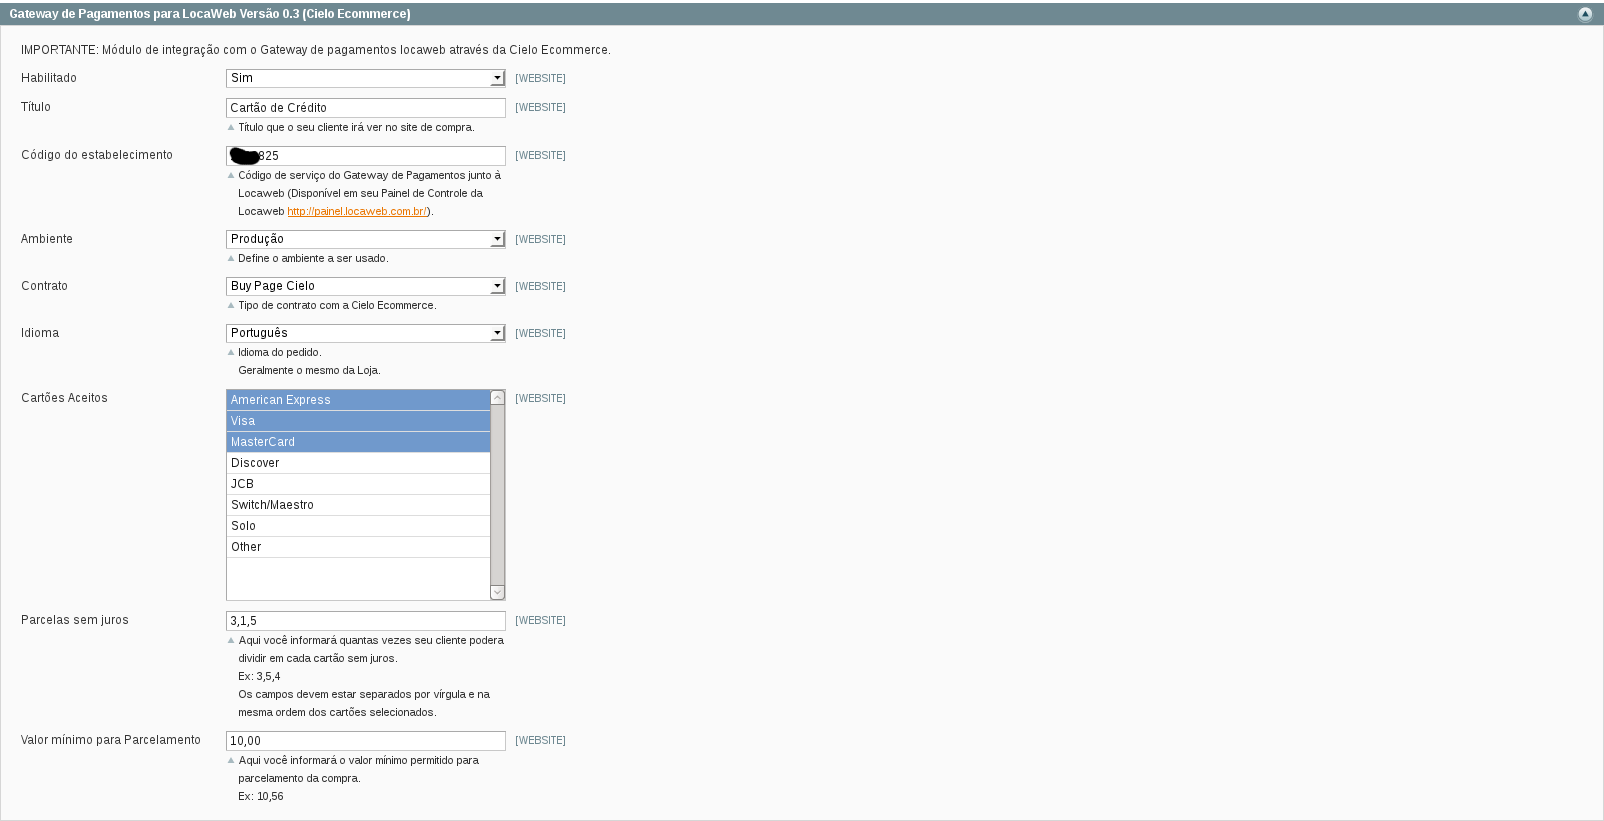 Gateway de Pagamentos para LocaWeb Versão 0.3 (Cielo Ecommerce)
IMPORTANTE: Módulo de integração com o Gateway de pagamentos locaweb através da Cielo Ecommerce.
Habilitado Sim [WEBSITE]
Título Cartão de Crédito [WEBSITE]
Título que o seu cliente irá ver no site de compra.
Código do estabelecimento 825 [WEBSITE]
Código de serviço do Gateway de Pagamentos junto à
Locaweb (Disponível em seu Painel de Controle da
Locaweb http://painel.locaweb.com.br/).
Ambiente Produção [WEBSITE]
Define o ambiente a ser usado.
Contrato Buy Page Cielo [WEBSITE]
Tipo de contrato com a Cielo Ecommerce.
Idioma Português [WEBSITE]
Idioma do pedido.
Geralmente o mesmo da Loja.
Cartões Aceitos American Express [WEBSITE]
Visa
MasterCard
Discover
JCB
Switch/Maestro
Solo
Other
Parcelas sem juros 3,1,5 [WEBSITE]
Aqui você informará quantas vezes seu cliente podera
dividir em cada cartão sem juros.
Ex: 3,5,4
Os campos devem estar separados por vírgula e na
mesma ordem dos cartões selecionados.
Valor mínimo para Parcelamento 10,00 [WEBSITE]
Aqui você informará o valor mínimo permitido para
parcelamento da compra.
Ex: 10,56